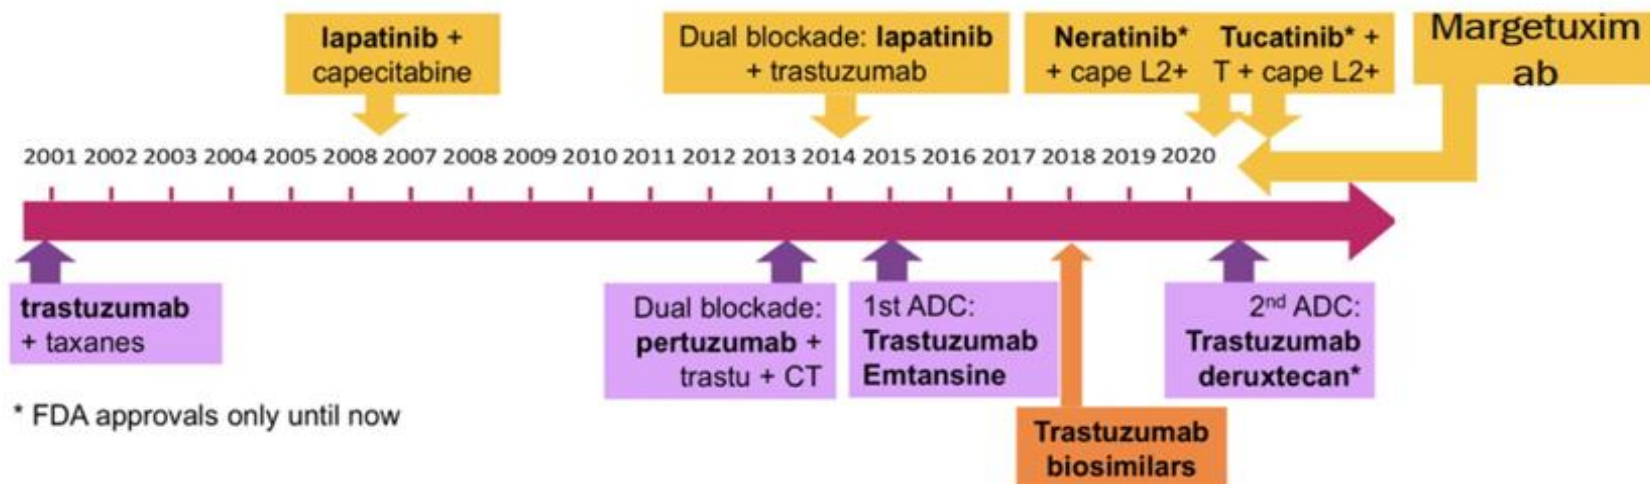 lapatinib +
capecitabine
Dual blockade: lapatinib
+ trastuzumab
Neratinib*
+ cape L2+
Tucatinib* +
T + cape L2+
Margetuxim
ab
2001 2002 2003 2004 2005 2008 2007 2008 2009 2010 2011 2012 2013 2014 2015 2016 2017 2018 2019 2020
trastuzumab
+ taxanes
Dual blockade:
pertuzumab +
trastu + CT
1st ADC:
Trastuzumab
Emtansine
2nd ADC:
Trastuzumab
deruxtecan*
* FDA approvals only until now
Trastuzumab
biosimilars